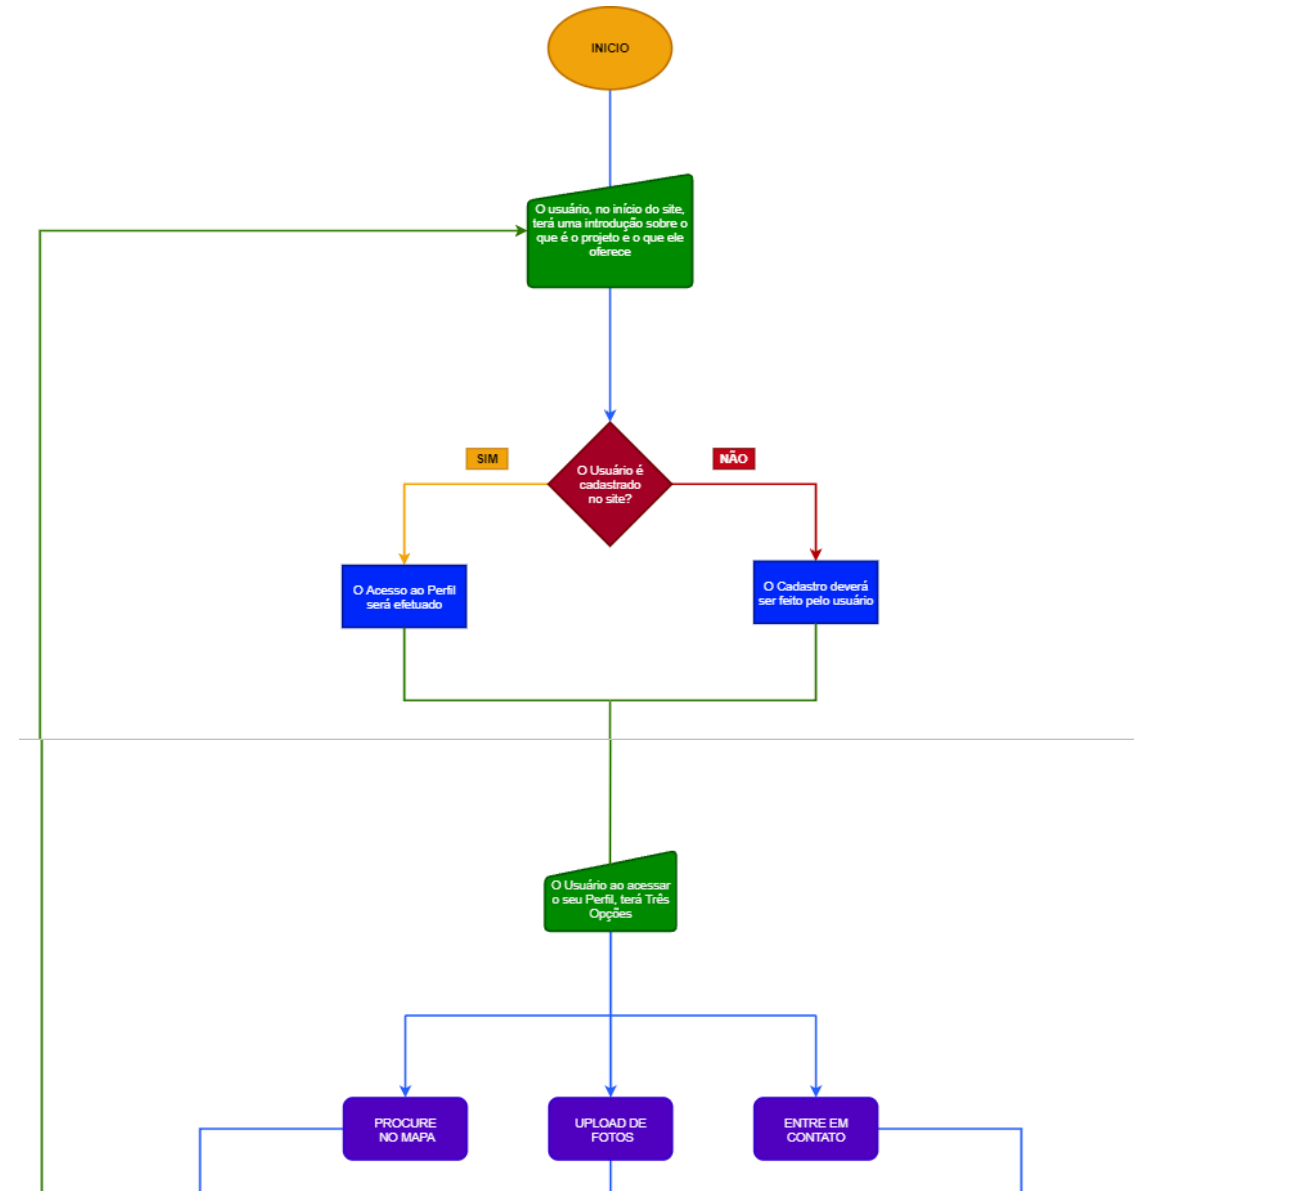 INICIO
O usuário, no início do site,
terá uma introdução sobre o
que é o projeto e o que ele
oferece
SIM
NÃO
O Usuário é
cadastrado
no site?
O Acesso ao Perfil
será efetuado
O Cadastro deverá
ser feito pelo usuário
O Usuário ao acessar
o seu Perfil, terá Três
Opções
PROCURE
NO MAPA
UPLOAD DE
FOTOS
ENTRE EM
CONTATO